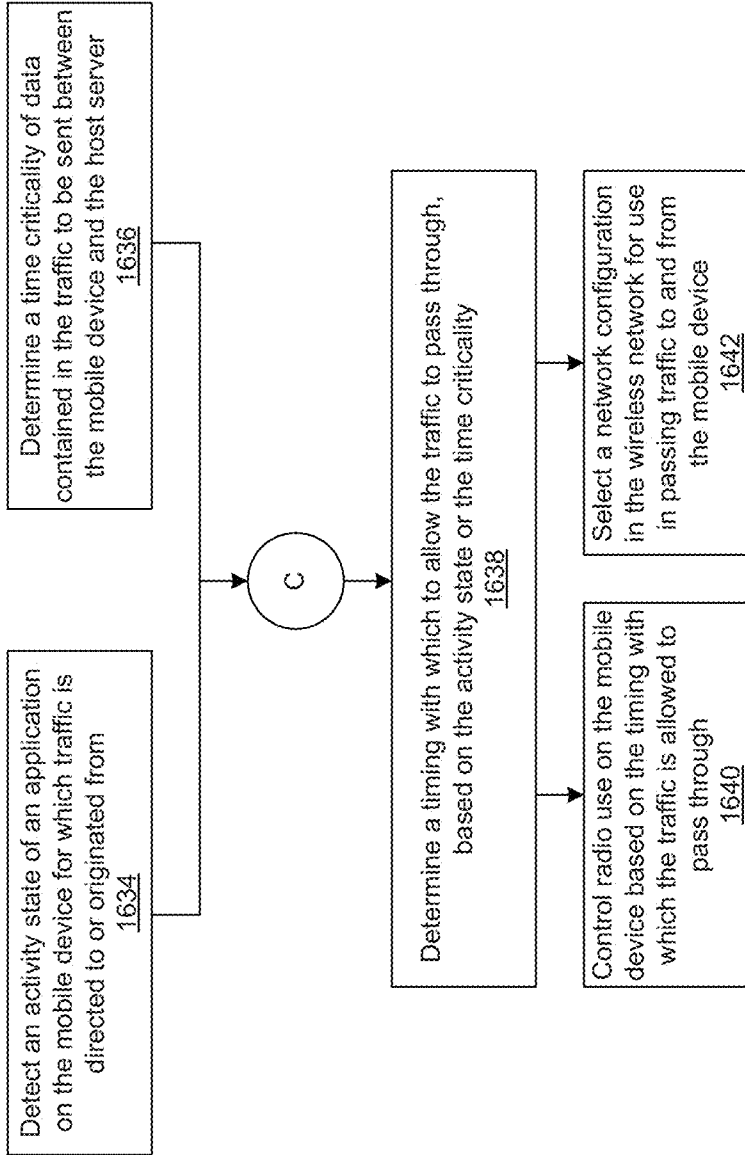 Detect an activity state of an application
on the mobile device for which traffic is
directed to or originated from
1634
Determine a time criticality of data
contained in the traffic to be sent between
the mobile device and the host server
1636
C
Determine a timing with which to allow the traffic to pass through,
based on the activity state or the time criticality
1638
Control radio use on the mobile
device based on the timing with
which the traffic is allowed to
pass through
1640
Select a network configuration
in the wireless network for use
in passing traffic to and from
the mobile device
1642